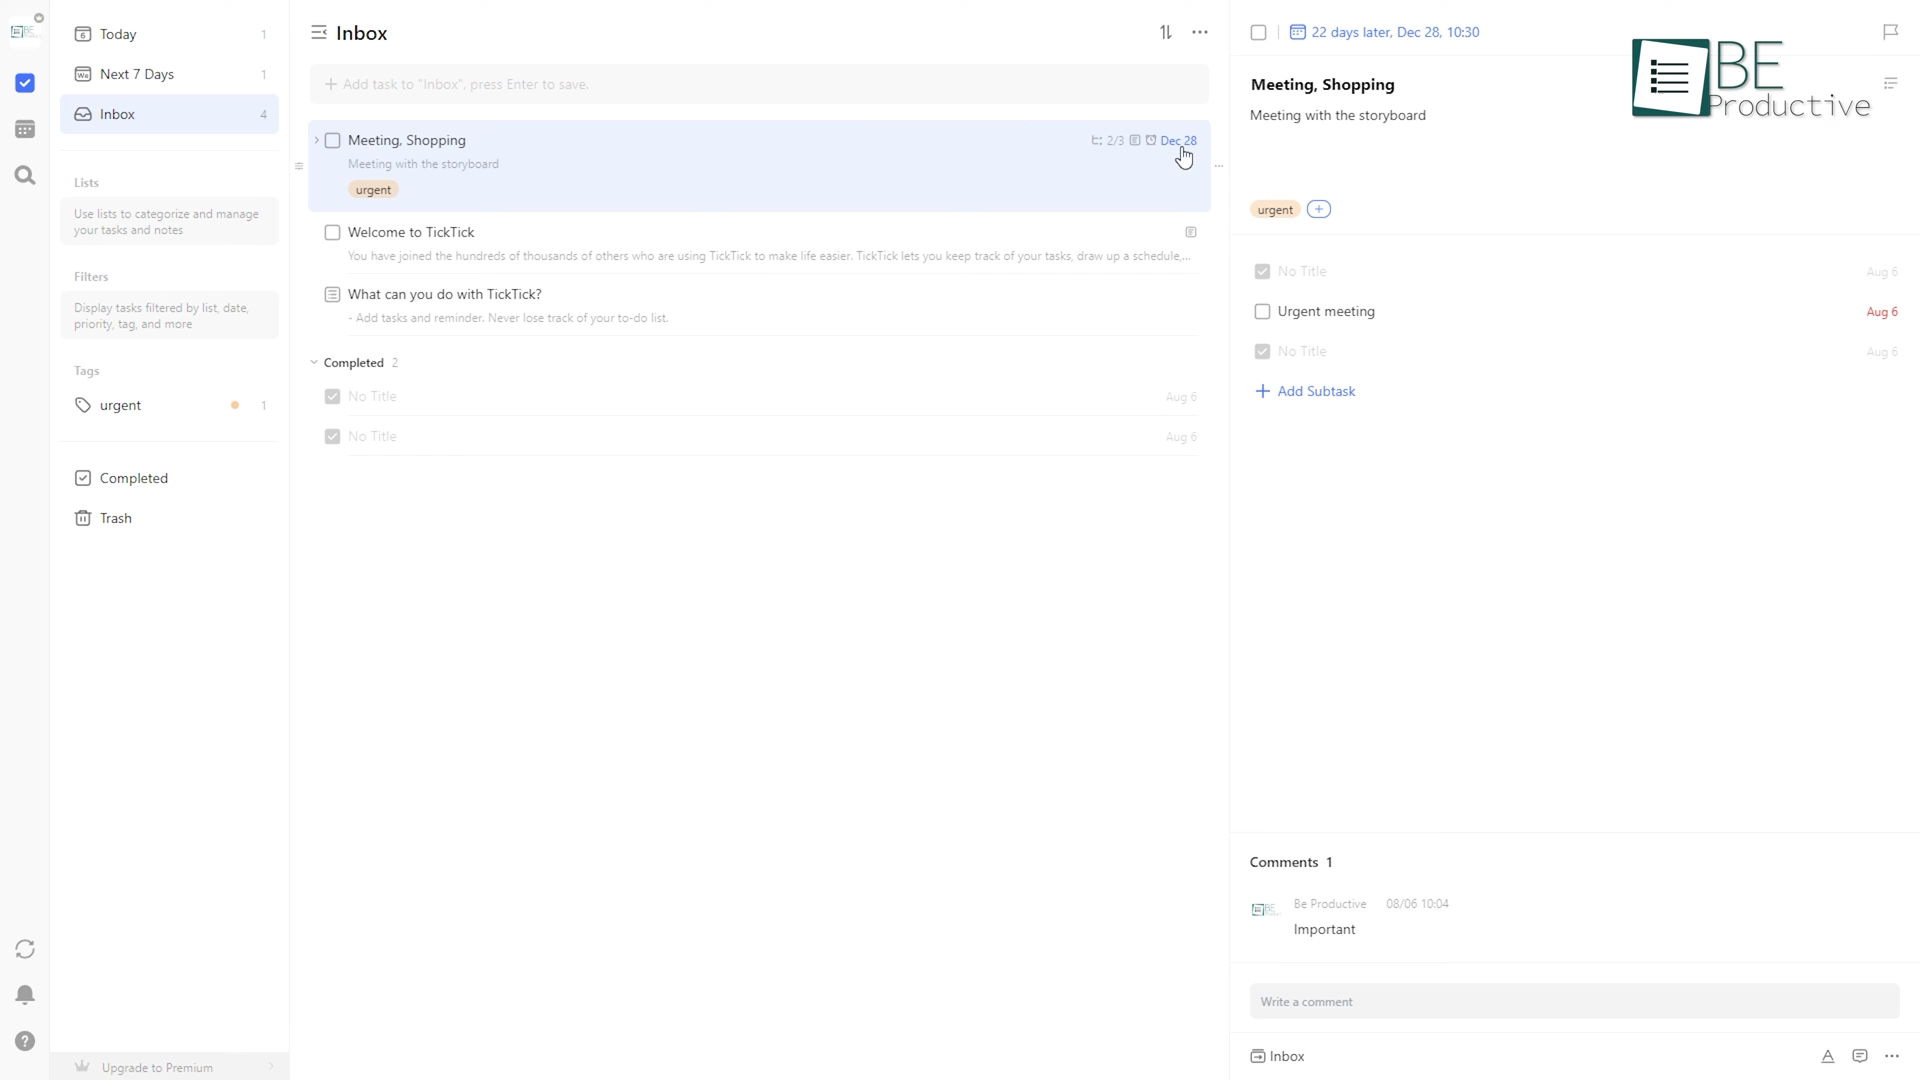 Today 1
Next 7 Days 1
Inbox 4
Lists
Use lists to categorize and manage
your tasks and notes
Filters
Display tasks filtered by list, date,
priority, tag, and more
Tags
urgent 1
Completed
Trash
Upgrade to Premium
Inbox
Add task to "Inbox", press Enter to save.
Meeting, Shopping 2/3 Dec 28
Meeting with the storyboard
urgent
Welcome to TickTick
You have joined the hundreds of thousands of others who are using TickTick to make life easier. TickTick lets you keep track of your tasks, draw up a schedule,...
What can you do with TickTick?
- Add tasks and reminder. Never lose track of your to-do list.
Completed 2
No Title Aug 6
No Title Aug 6
22 days later, Dec 28, 10:30
BE
Productive
Meeting, Shopping
Meeting with the storyboard
urgent
No Title Aug 6
Urgent meeting Aug 6
No Title Aug 6
Add Subtask
Comments 1
Be Productive 08/06 10:04
Important
Write a comment
Inbox